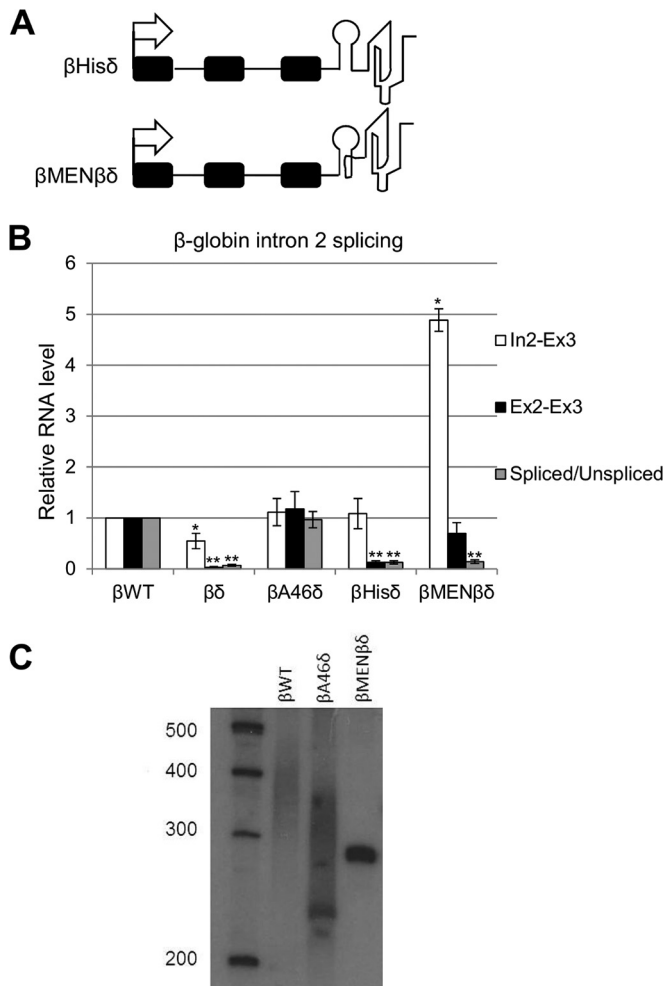 A
βHisδ
βMENβδ
B
β-globin intron 2 splicing
Relative RNA level
6
5
4
3
2
1
0
*
** **
** **
*
**
βWT
βδ
βA46δ
βHisδ
βMENβδ
In2-Ex3
Ex2-Ex3
Spliced/Unspliced
C
βWT
βA46δ
βMENβδ
500
400
300
200